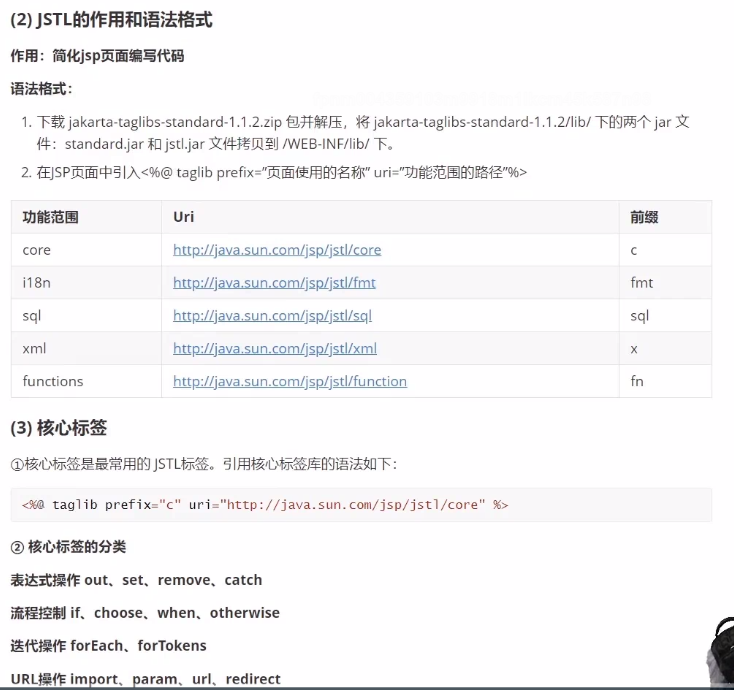 (2) JSTL的作用和语法格式
作用：简化jsp页面编写代码
语法格式：
1. 下载 jakarta-taglibs-standard-1.1.2.zip 包并解压，将 jakarta-taglibs-standard-1.1.2/lib/ 下的两个 jar 文
件：standard.jar 和 jstl.jar 文件拷贝到 /WEB-INF/lib/ 下。
2. 在JSP页面中引入<%@ taglib prefix=”页面使用的名称” uri=”功能范围的路径”%>
功能范围 Uri 前缀
core http://java.sun.com/jsp/jstl/core c
i18n http://java.sun.com/jsp/jstl/fmt fmt
sql http://java.sun.com/jsp/jstl/sql sql
xml http://java.sun.com/jsp/jstl/xml x
functions http://java.sun.com/jsp/jstl/function fn
(3) 核心标签
①核心标签是最常用的 JSTL标签。引用核心标签库的语法如下：
<%@ taglib prefix="c" uri="http://java.sun.com/jsp/jstl/core" %>
② 核心标签的分类
表达式操作 out、set、remove、catch
流程控制 if、choose、when、otherwise
迭代操作 forEach、forTokens
URL操作 import、param、url、redirect